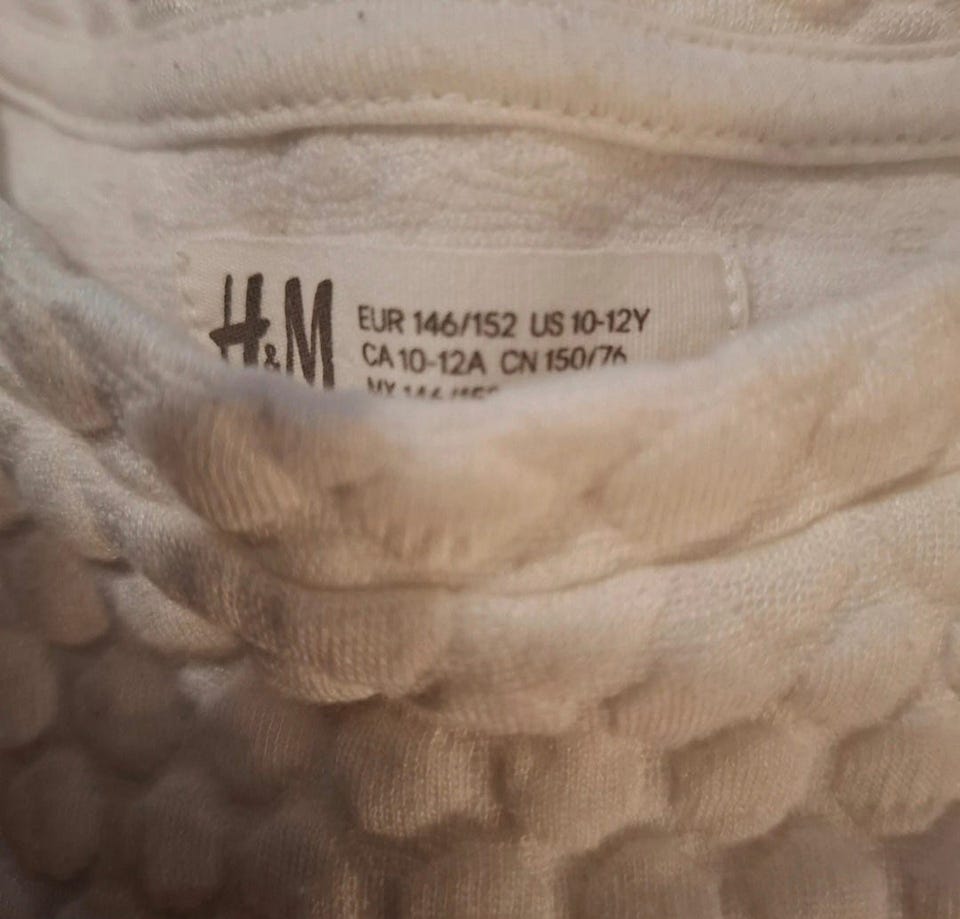 H&M
EUR 146/152 US 10-12Y
CA 10-12A CN 150/76